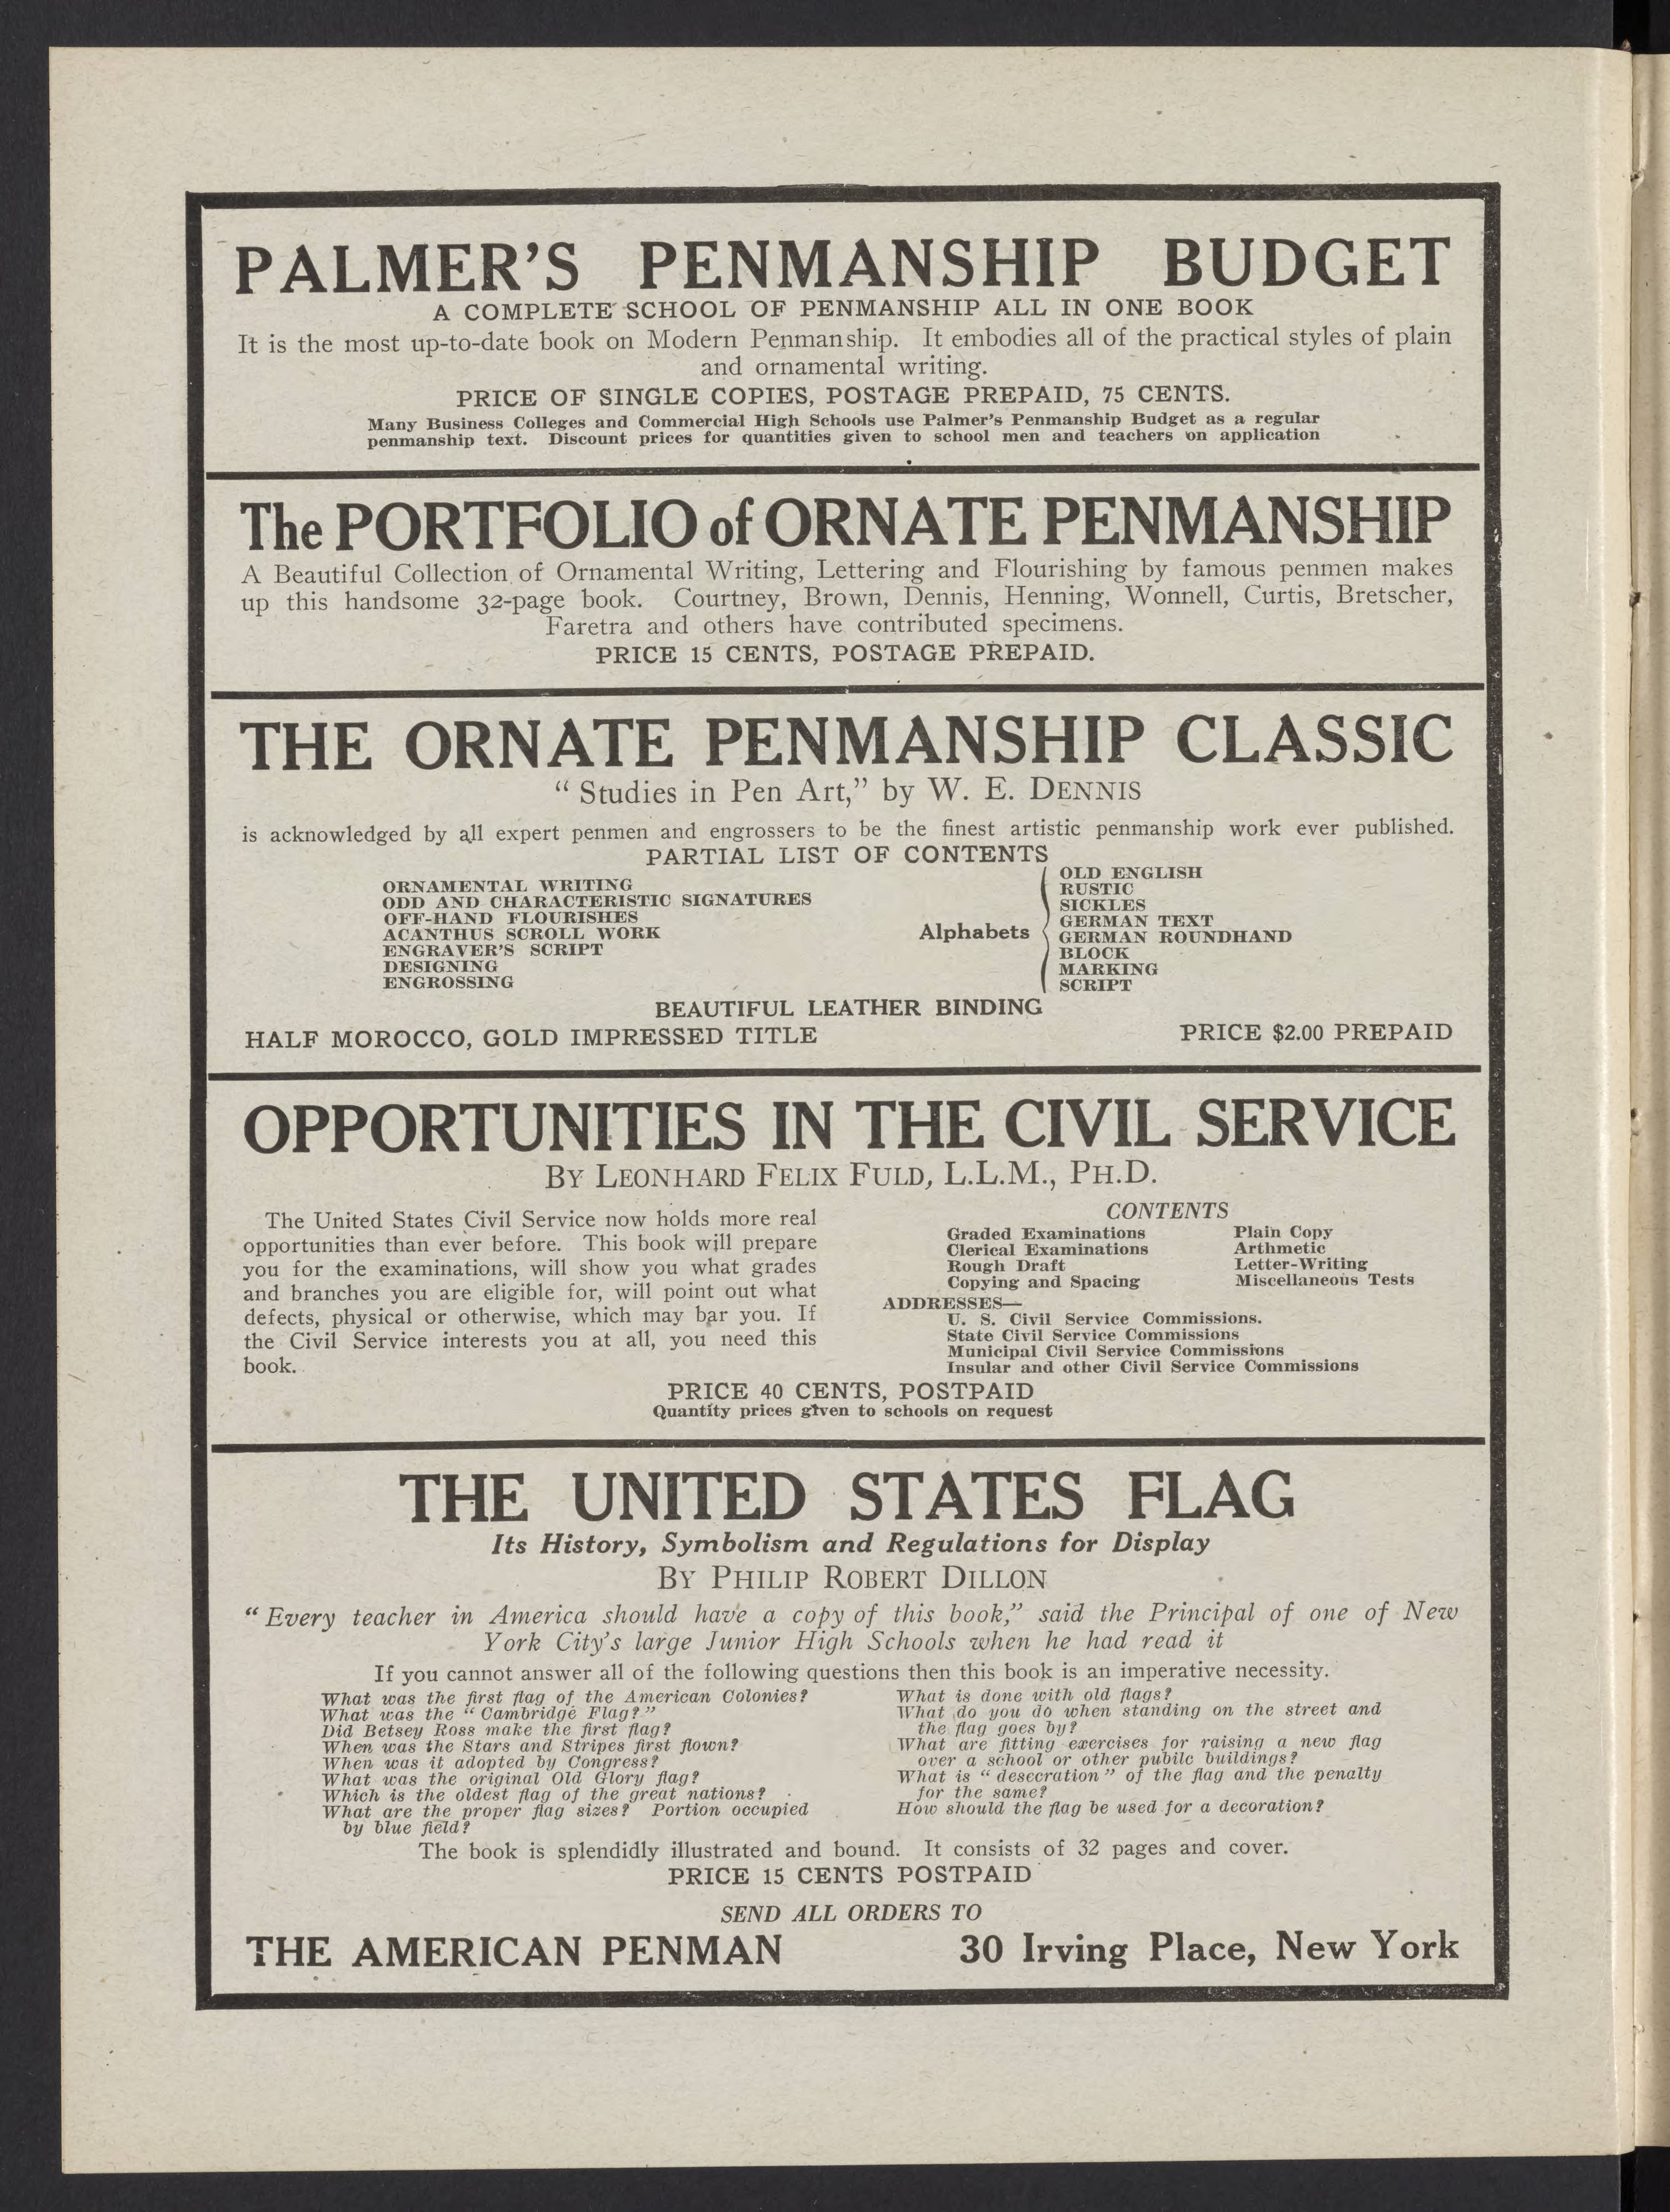 PALMER'S PENMANSHIP BUDGET
A COMPLETE SCHOOL OF PENMANSHIP ALL IN ONE BOOK
It is the most up-to-date book on Modern Penmanship. It embodies all of the practical styles of plain
and ornamental writing.
PRICE OF SINGLE COPIES, POSTAGE PREPAID, 75 CENTS.
Many Business Colleges and Commercial High Schools use Palmer's Penmanship Budget as a regular
penmanship text. Discount prices for quantities given to school men and teachers on application
The PORTFOLIO of ORNATE PENMANSHIP
A Beautiful Collection of Ornamental Writing, Lettering and Flourishing by famous penmen makes
up this handsome 32-page book. Courtney, Brown, Dennis, Henning, Wonnell, Curtis, Bretscher,
Faretra and others have contributed specimens.
PRICE 15 CENTS, POSTAGE PREPAID.
THE ORNATE PENMANSHIP CLASSIC
“Studies in Pen Art,” by W. E. DENNIS
is acknowledged by all expert penmen and engrossers to be the finest artistic penmanship work ever published.
PARTIAL LIST OF CONTENTS
ORNAMENTAL WRITING
ODD AND CHARACTERISTIC SIGNATURES
OFF-HAND FLOURISHES
ACANTHUS SCROLL WORK
ENGRAVER'S SCRIPT
DESIGNING
ENGROSSING
Alphabets
OLD ENGLISH
RUSTIC
SICKLES
GERMAN TEXT
GERMAN ROUNDHAND
BLOCK
MARKING
SCRIPT
BEAUTIFUL LEATHER BINDING
HALF MOROCCO, GOLD IMPRESSED TITLE PRICE $2.00 PREPAID
OPPORTUNITIES IN THE CIVIL SERVICE
BY LEONHARD FELIX FULD, L.L.M., PH.D.
The United States Civil Service now holds more real
opportunities than ever before. This book will prepare
you for the examinations, will show you what grades
and branches you are eligible for, will point out what
defects, physical or otherwise, which may bar you. If
the Civil Service interests you at all, you need this
book.
CONTENTS
Graded Examinations Plain Copy
Clerical Examinations Arthmetic
Rough Draft Letter-Writing
Copying and Spacing Miscellaneous Tests
ADDRESSES—
U. S. Civil Service Commissions.
State Civil Service Commissions
Municipal Civil Service Commissions
Insular and other Civil Service Commissions
PRICE 40 CENTS, POSTPAID
Quantity prices given to schools on request
THE UNITED STATES FLAG
Its History, Symbolism and Regulations for Display
BY PHILIP ROBERT DILLON
“Every teacher in America should have a copy of this book,” said the Principal of one of New
York City's large Junior High Schools when he had read it
If you cannot answer all of the following questions then this book is an imperative necessity.
What was the first flag of the American Colonies?
What was the “Cambridge Flag?”
Did Betsey Ross make the first flag?
When was the Stars and Stripes first flown?
When was it adopted by Congress?
What was the original Old Glory flag?
Which is the oldest flag of the great nations?
What are the proper flag sizes? Portion occupied
by blue field?
What is done with old flags?
What do you do when standing on the street and
the flag goes by?
What are fitting exercises for raising a new flag
over a school or other pubilc buildings?
What is “desecration” of the flag and the penalty
for the same?
How should the flag be used for a decoration?
The book is splendidly illustrated and bound. It consists of 32 pages and cover.
PRICE 15 CENTS POSTPAID
SEND ALL ORDERS TO
THE AMERICAN PENMAN 30 Irving Place, New York